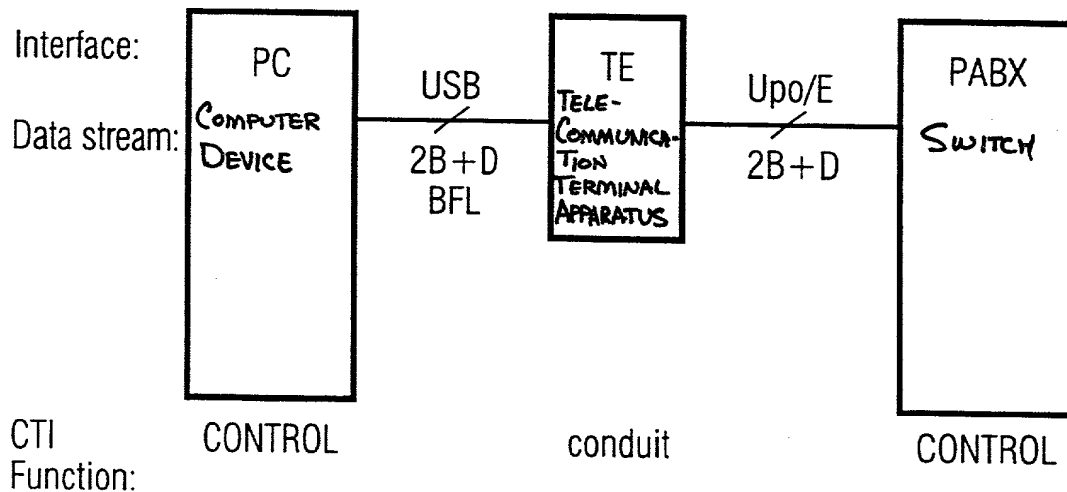 Interface:
Data stream:
PC
COMPUTER
DEVICE
USB
2B+D
BFL
TE
TELE-
COMMUNICA-
TION
TERMINAL
APPARATUS
Upo/E
2B+D
PABX
SWITCH
CTI
Function:
CONTROL
conduit
CONTROL